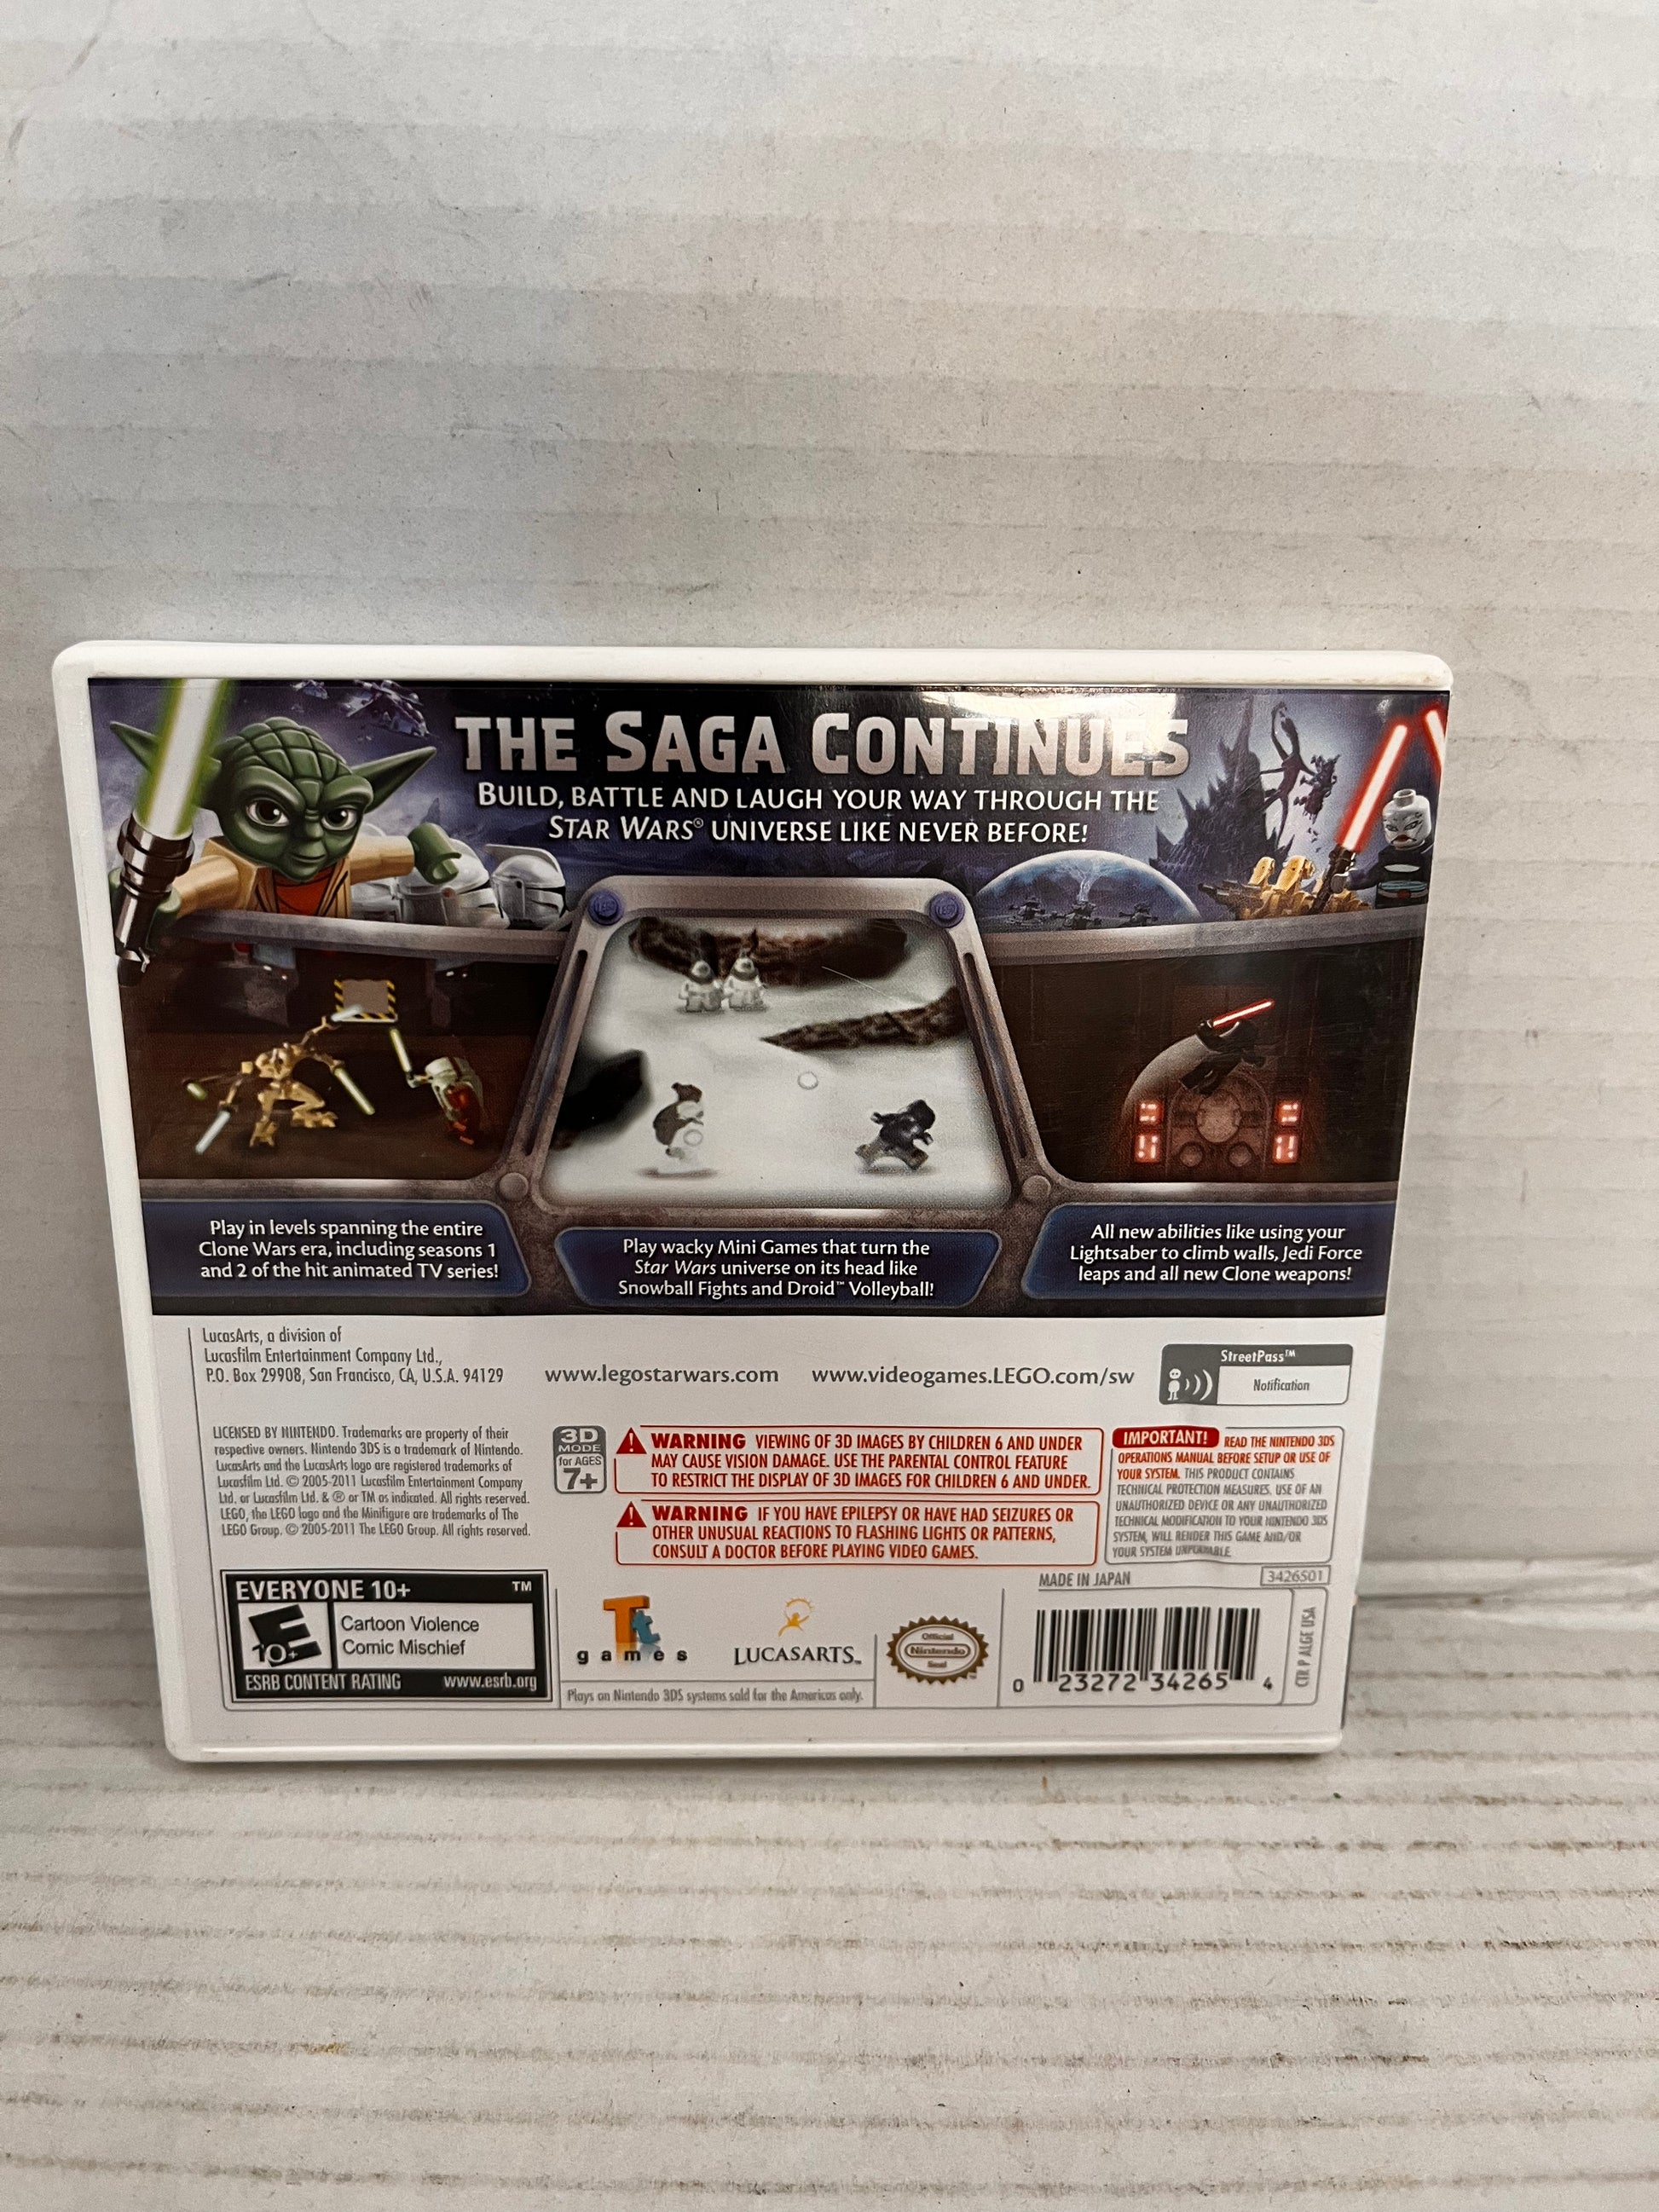 THE SAGA CONTINUES
BUILD, BATTLE AND LAUGH YOUR WAY THROUGH THE
STAR WARS® UNIVERSE LIKE NEVER BEFORE!
Play in levels spanning the entire
Clone Wars era, including seasons 1
and 2 of the hit animated TV series!
Play wacky Mini Games that turn the
Star Wars universe on its head like
Snowball Fights and Droid™ Volleyball!
All new abilities like using your
Lightsaber to climb walls, Jedi Force
leaps and all new Clone weapons!
LucasArts, a division of
Lucasfilm Entertainment Company Ltd.,
P.O. Box 29908, San Francisco, CA, U.S.A. 94129
www.legostarwars.com
www.videogames.LEGO.com/sw
StreetPass™
Notification
LICENSED BY NINTENDO. Trademarks are property of their
respective owners. Nintendo 3DS is a trademark of Nintendo.
LucasArts and the LucasArts logo are registered trademarks of
Lucasfilm Ltd. © 2005-2011 Lucasfilm Entertainment Company
Ltd. or Lucasfilm Ltd. & ® or TM as indicated. All rights reserved.
LEGO, the LEGO logo and the Minifigure are trademarks of The
LEGO Group. © 2005-2011 The LEGO Group. All rights reserved.
3D
MODE
for AGES
7+
WARNING VIEWING OF 3D IMAGES BY CHILDREN 6 AND UNDER
MAY CAUSE VISION DAMAGE. USE THE PARENTAL CONTROL FEATURE
TO RESTRICT THE DISPLAY OF 3D IMAGES FOR CHILDREN 6 AND UNDER.
WARNING IF YOU HAVE EPILEPSY OR HAVE HAD SEIZURES OR
OTHER UNUSUAL REACTIONS TO FLASHING LIGHTS OR PATTERNS,
CONSULT A DOCTOR BEFORE PLAYING VIDEO GAMES.
IMPORTANT! READ THE NINTENDO 3DS
OPERATIONS MANUAL BEFORE SETUP OR USE OF
YOUR SYSTEM. THIS PRODUCT CONTAINS
TECHNICAL PROTECTION MEASURES. USE OF AN
UNAUTHORIZED DEVICE OR ANY UNAUTHORIZED
TECHNICAL MODIFICATION TO YOUR NINTENDO 3DS
SYSTEM, WILL RENDER THIS GAME AND/OR
YOUR SYSTEM UNPLAYABLE.
EVERYONE 10+ ™
E
10+
Cartoon Violence
Comic Mischief
ESRB CONTENT RATING www.esrb.org
Tt
games
LUCASARTS™
Plays on Nintendo 3DS systems sold for the Americas only.
Official
Nintendo
Seal
MADE IN JAPAN
3426501
0 23272 34265 4
CTR P ALGE USA